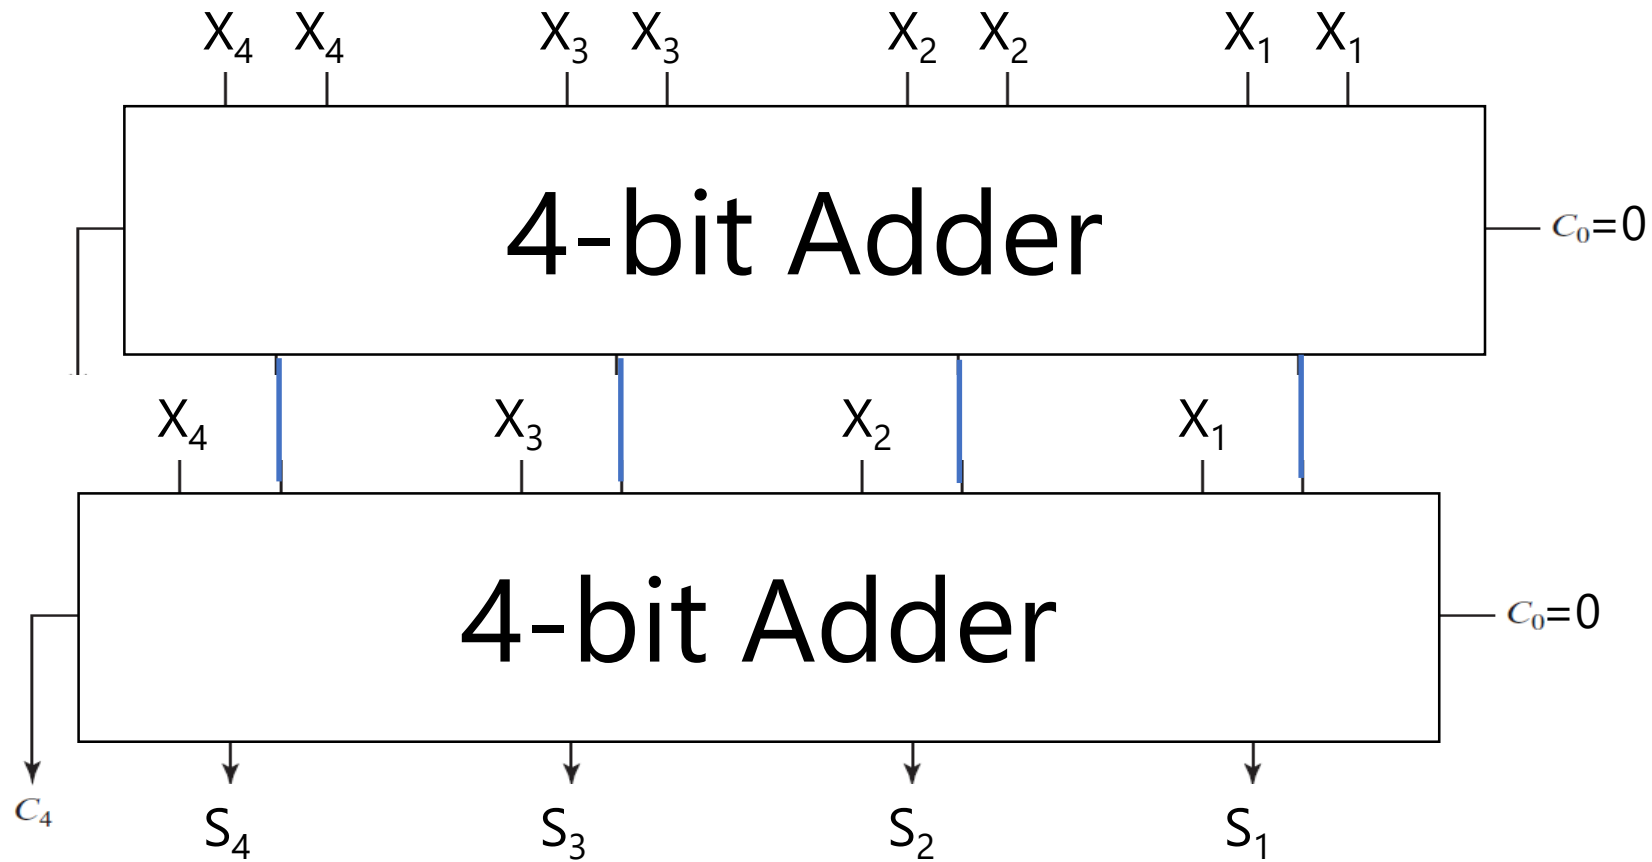 X₄ X₄ X₃ X₃ X₂ X₂ X₁ X₁
4-bit Adder
C₀=0
X₄ X₃ X₂ X₁
4-bit Adder
C₀=0
C₄
S₄ S₃ S₂ S₁